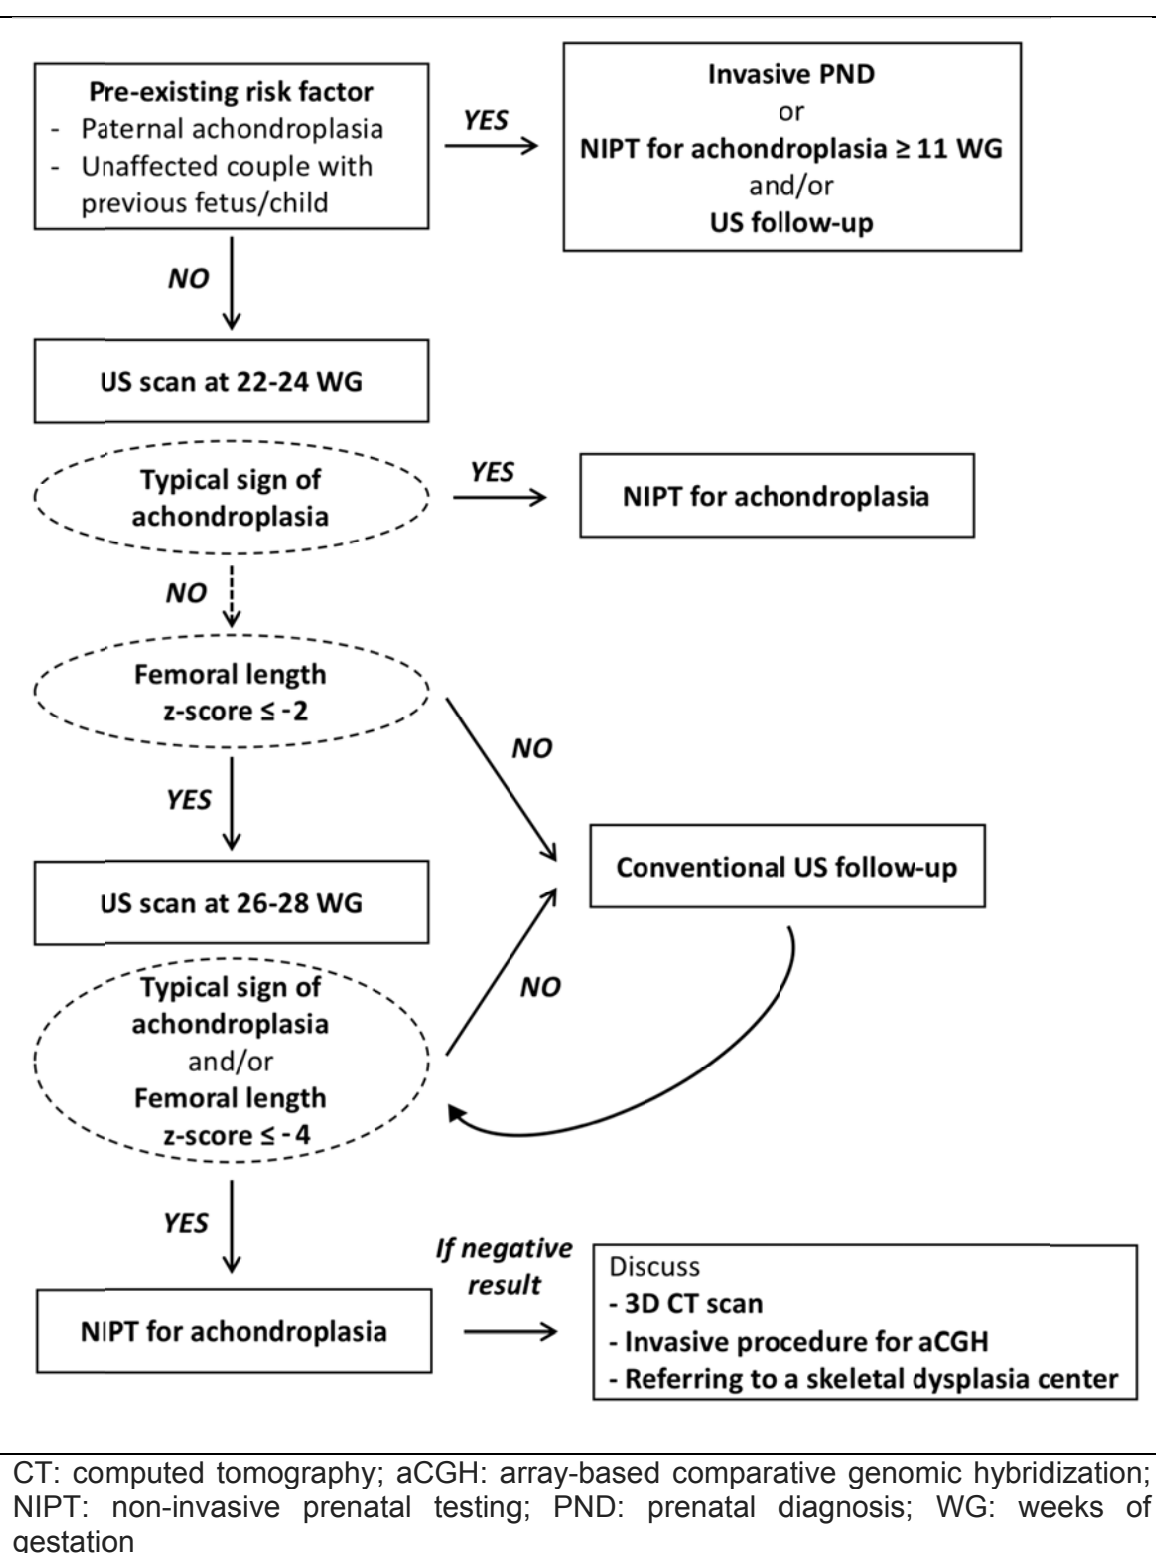 Pre-existing risk factor
- Paternal achondroplasia
- Unaffected couple with
previous fetus/child
YES
Invasive PND
or
NIPT for achondroplasia ≥ 11 WG
and/or
US follow-up
NO
US scan at 22-24 WG
Typical sign of
achondroplasia
YES
NIPT for achondroplasia
NO
Femoral length
z-score ≤ -2
NO
YES
Conventional US follow-up
US scan at 26-28 WG
NO
Typical sign of
achondroplasia
and/or
Femoral length
z-score ≤ -4
YES
NIPT for achondroplasia
If negative
result
Discuss
- 3D CT scan
- Invasive procedure for aCGH
- Referring to a skeletal dysplasia center
CT: computed tomography; aCGH: array-based comparative genomic hybridization;
NIPT: non-invasive prenatal testing; PND: prenatal diagnosis; WG: weeks of
gestation